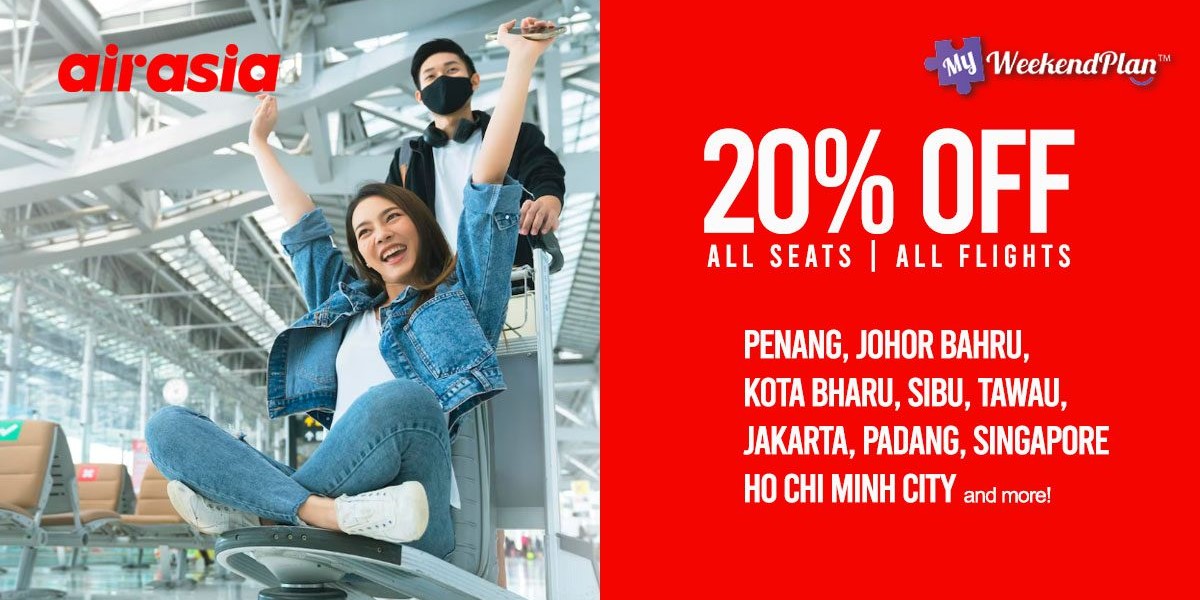 airasia
My WeekendPlan™
20% OFF
ALL SEATS | ALL FLIGHTS
PENANG, JOHOR BAHRU,
KOTA BHARU, SIBU, TAWAU,
JAKARTA, PADANG, SINGAPORE
HO CHI MINH CITY and more!